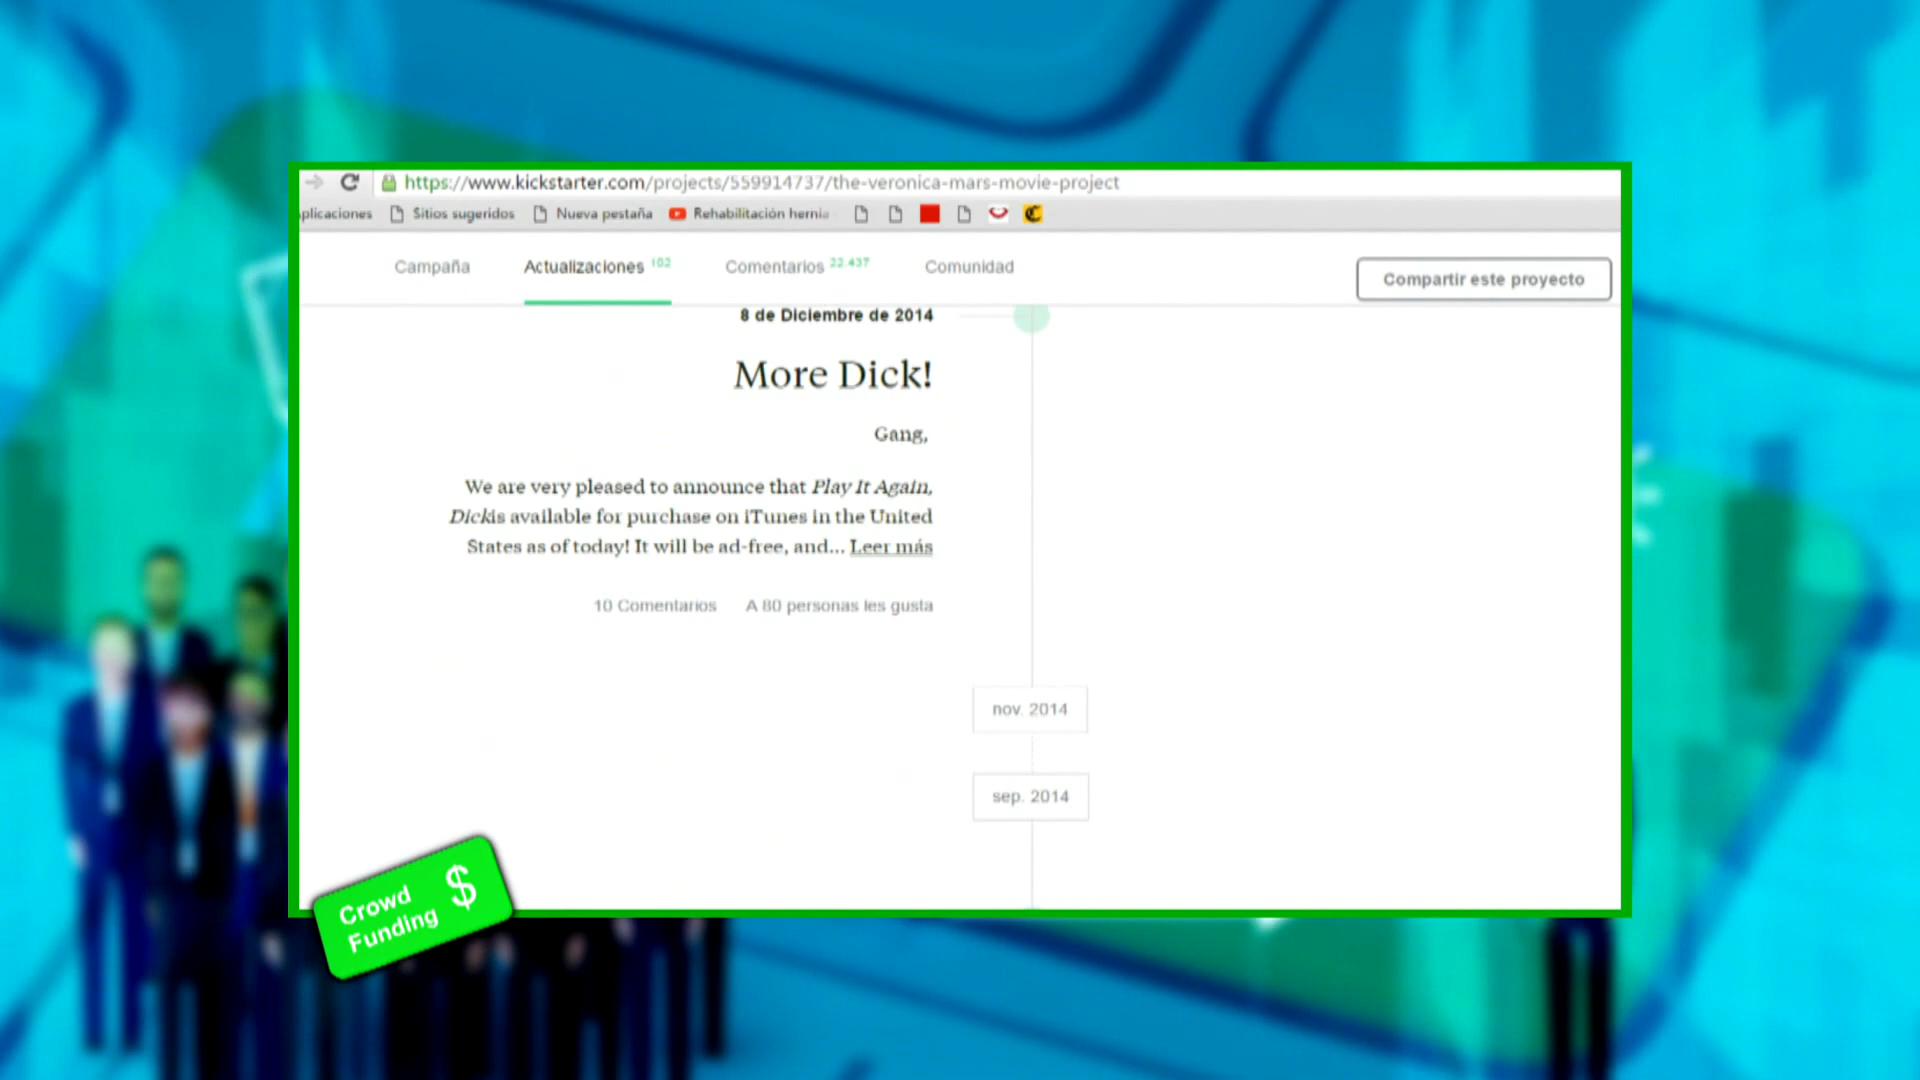 https://www.kickstarter.com/projects/559914737/the-veronica-mars-movie-project
plicaciones Sitios sugeridos Nueva pestaña Rehabilitación hernia
Campaña Actualizaciones 102 Comentarios 22.437 Comunidad
Compartir este proyecto
8 de Diciembre de 2014
More Dick!
Gang,
We are very pleased to announce that Play It Again,
Dickis available for purchase on iTunes in the United
States as of today! It will be ad-free, and... Leer más
10 Comentarios A 80 personas les gusta
nov. 2014
sep. 2014
Crowd
Funding $